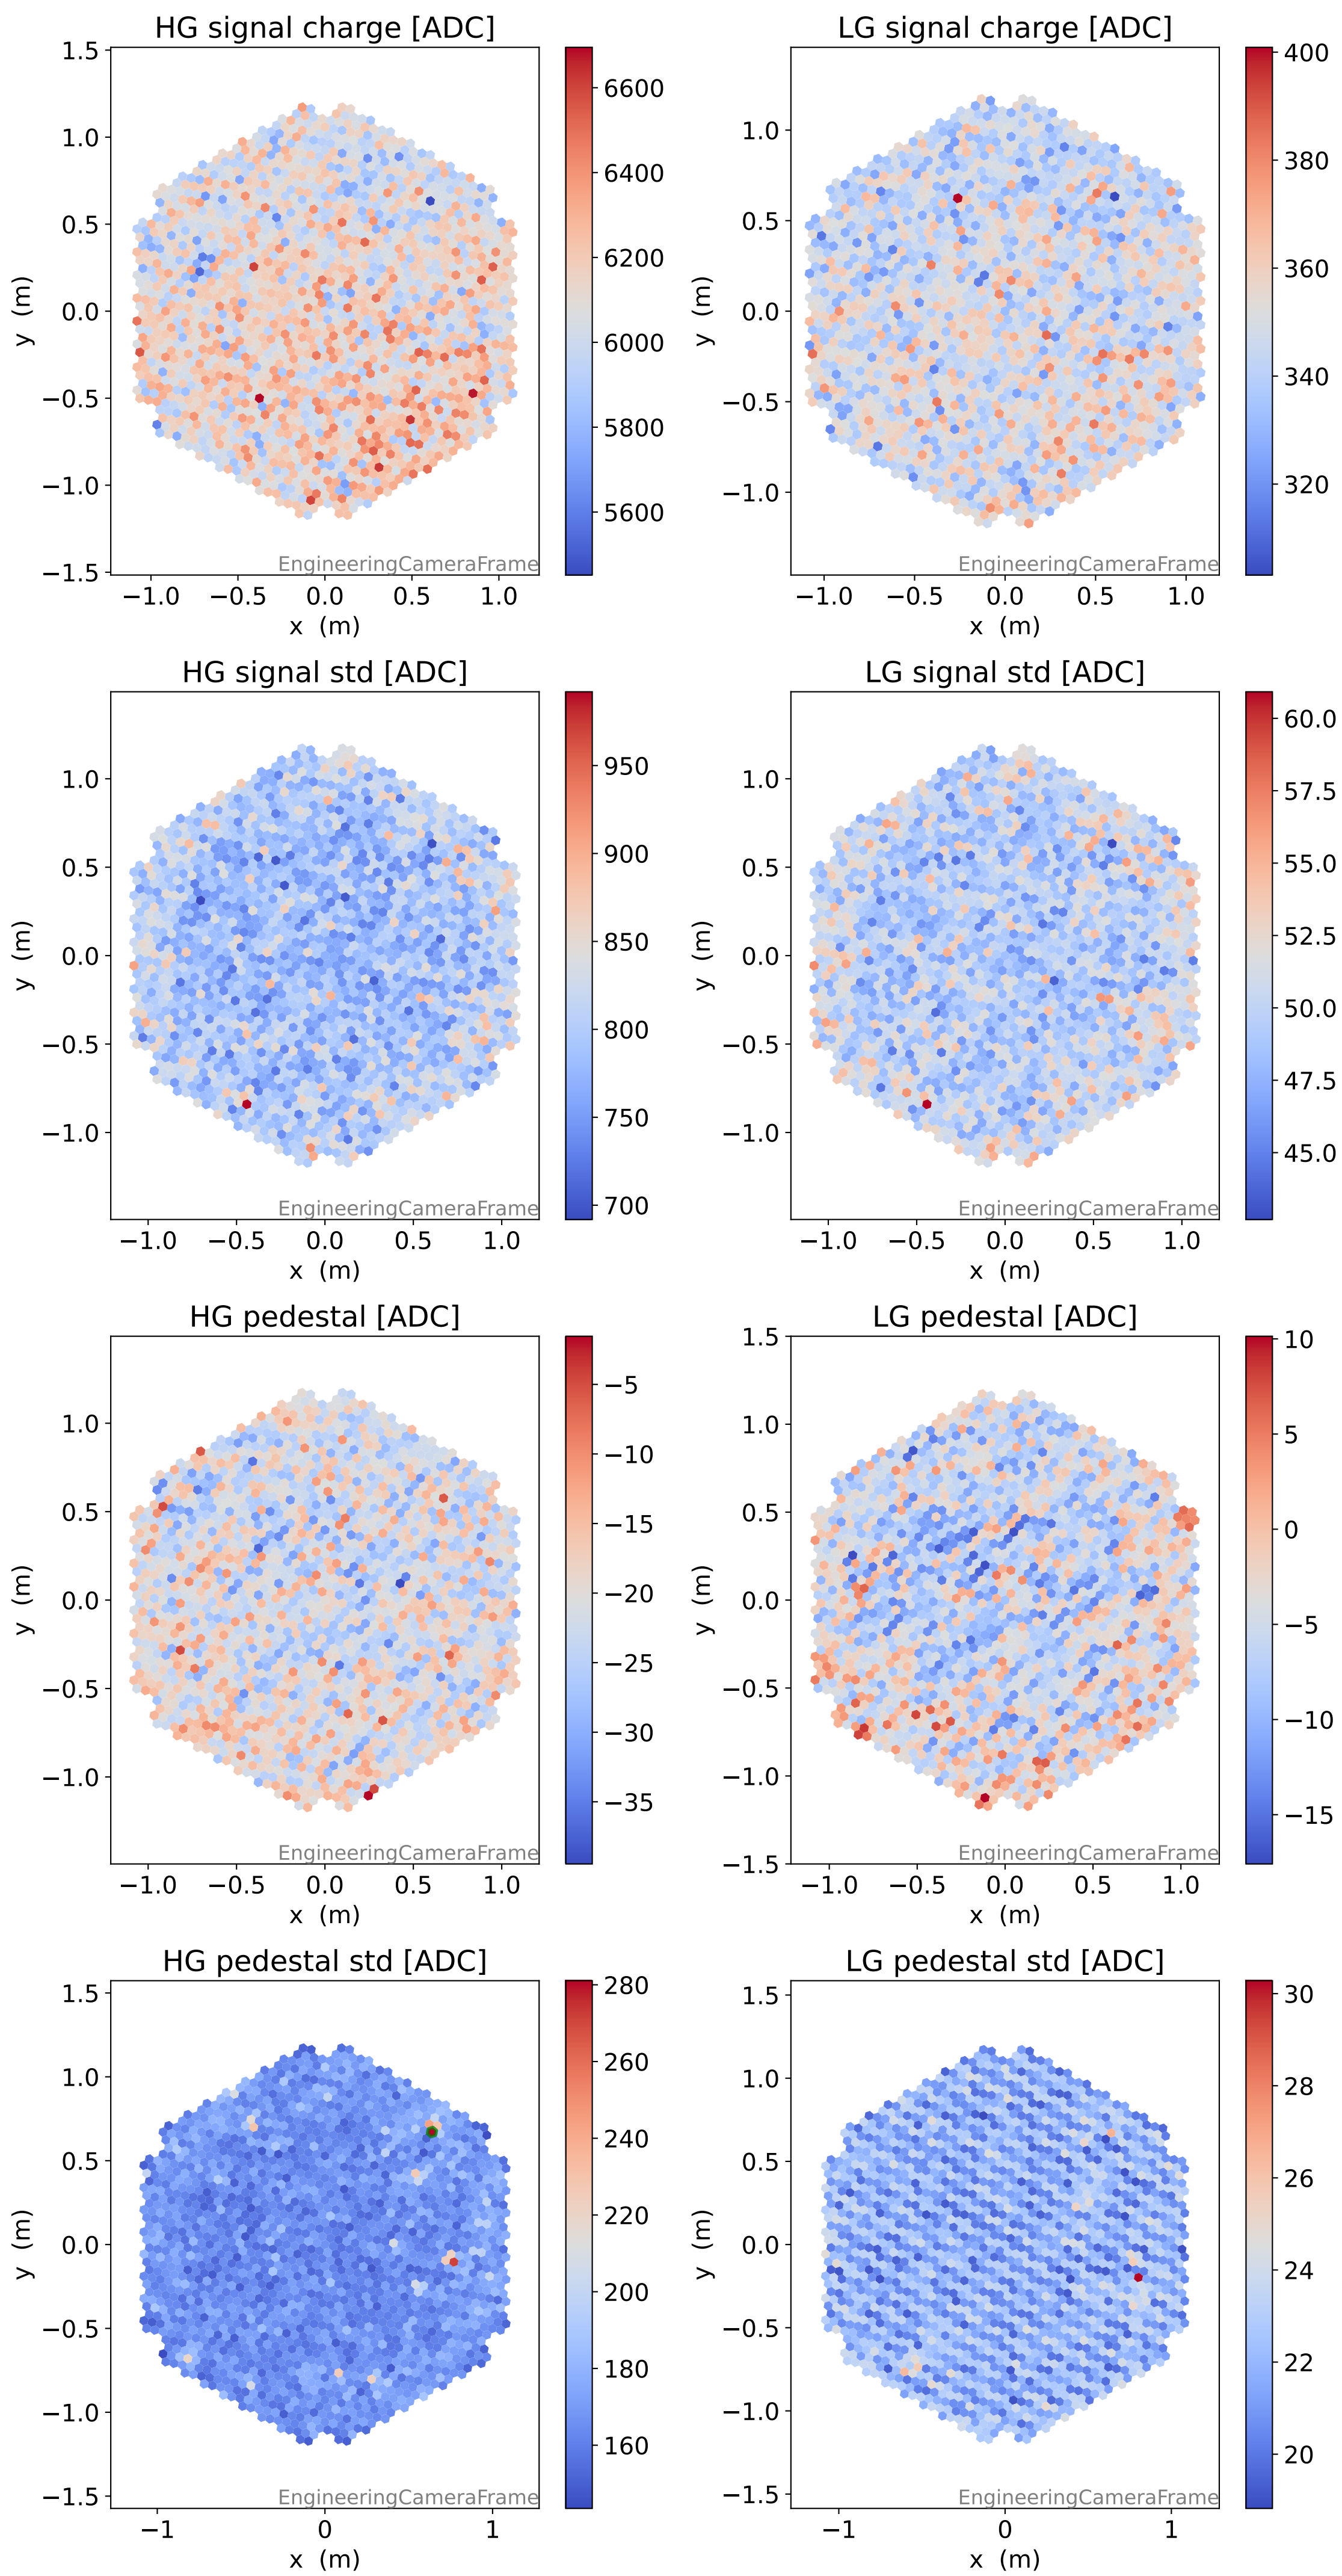 HG signal charge [ADC]
1.5
1.0
0.5
0.0
−0.5
−1.0
−1.5
y (m)
−1.0 −0.5 0.0 0.5 1.0
x (m)
EngineeringCameraFrame
6600
6400
6200
6000
5800
5600
LG signal charge [ADC]
1.0
0.5
0.0
−0.5
−1.0
y (m)
−1.0 −0.5 0.0 0.5 1.0
x (m)
EngineeringCameraFrame
400
380
360
340
320
HG signal std [ADC]
1.0
0.5
0.0
−0.5
−1.0
y (m)
−1.0 −0.5 0.0 0.5 1.0
x (m)
EngineeringCameraFrame
950
900
850
800
750
700
LG signal std [ADC]
1.0
0.5
0.0
−0.5
−1.0
y (m)
−1.0 −0.5 0.0 0.5 1.0
x (m)
EngineeringCameraFrame
60.0
57.5
55.0
52.5
50.0
47.5
45.0
HG pedestal [ADC]
1.0
0.5
0.0
−0.5
−1.0
y (m)
−1.0 −0.5 0.0 0.5 1.0
x (m)
EngineeringCameraFrame
−5
−10
−15
−20
−25
−30
−35
LG pedestal [ADC]
1.5
1.0
0.5
0.0
−0.5
−1.0
−1.5
y (m)
−1.0 −0.5 0.0 0.5 1.0
x (m)
EngineeringCameraFrame
10
5
0
−5
−10
−15
HG pedestal std [ADC]
1.5
1.0
0.5
0.0
−0.5
−1.0
−1.5
y (m)
−1 0 1
x (m)
EngineeringCameraFrame
280
260
240
220
200
180
160
LG pedestal std [ADC]
1.5
1.0
0.5
0.0
−0.5
−1.0
−1.5
y (m)
−1 0 1
x (m)
EngineeringCameraFrame
30
28
26
24
22
20